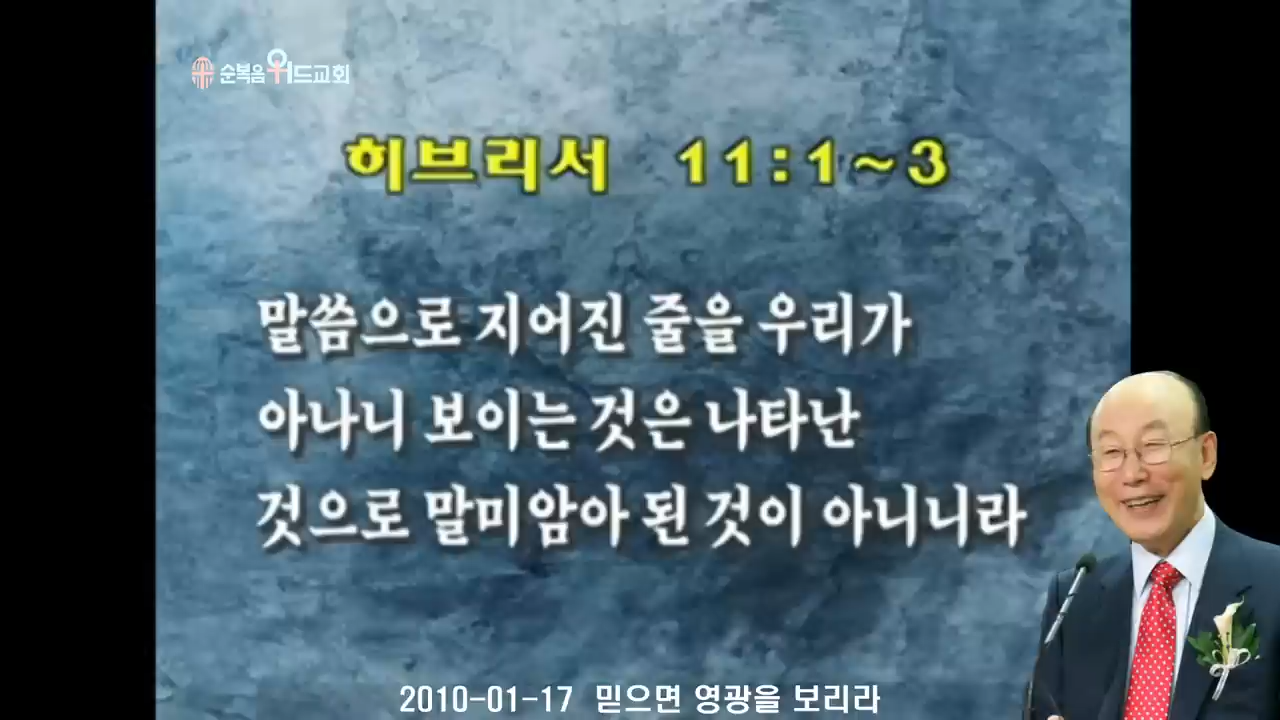 순복음워드교회
히브리서 11:1~3
말씀으로 지어진 줄을 우리가
아나니 보이는 것은 나타난
것으로 말미암아 된 것이 아니니라
2010-01-17 믿으면 영광을 보리라